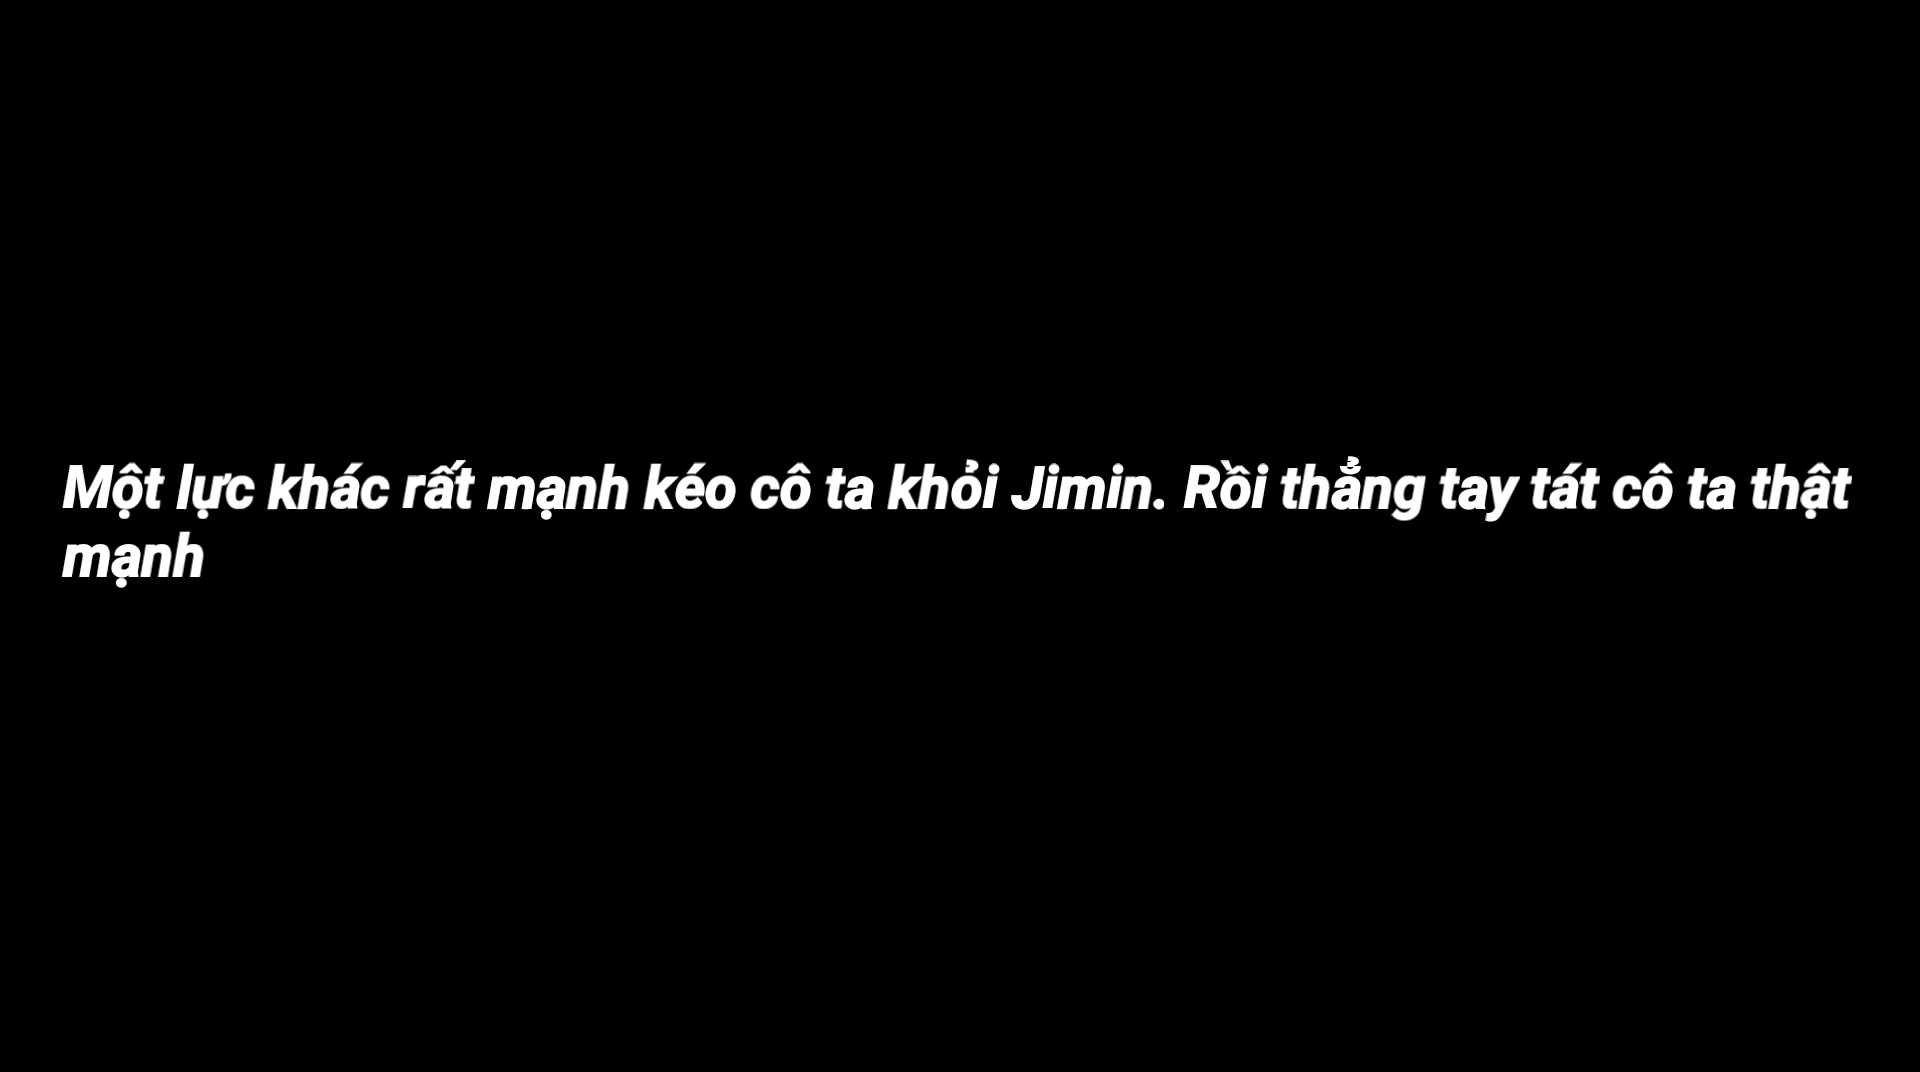 Một lực khác rất mạnh kéo cô ta khỏi Jimin. Rồi thẳng tay tát cô ta thật
mạnh